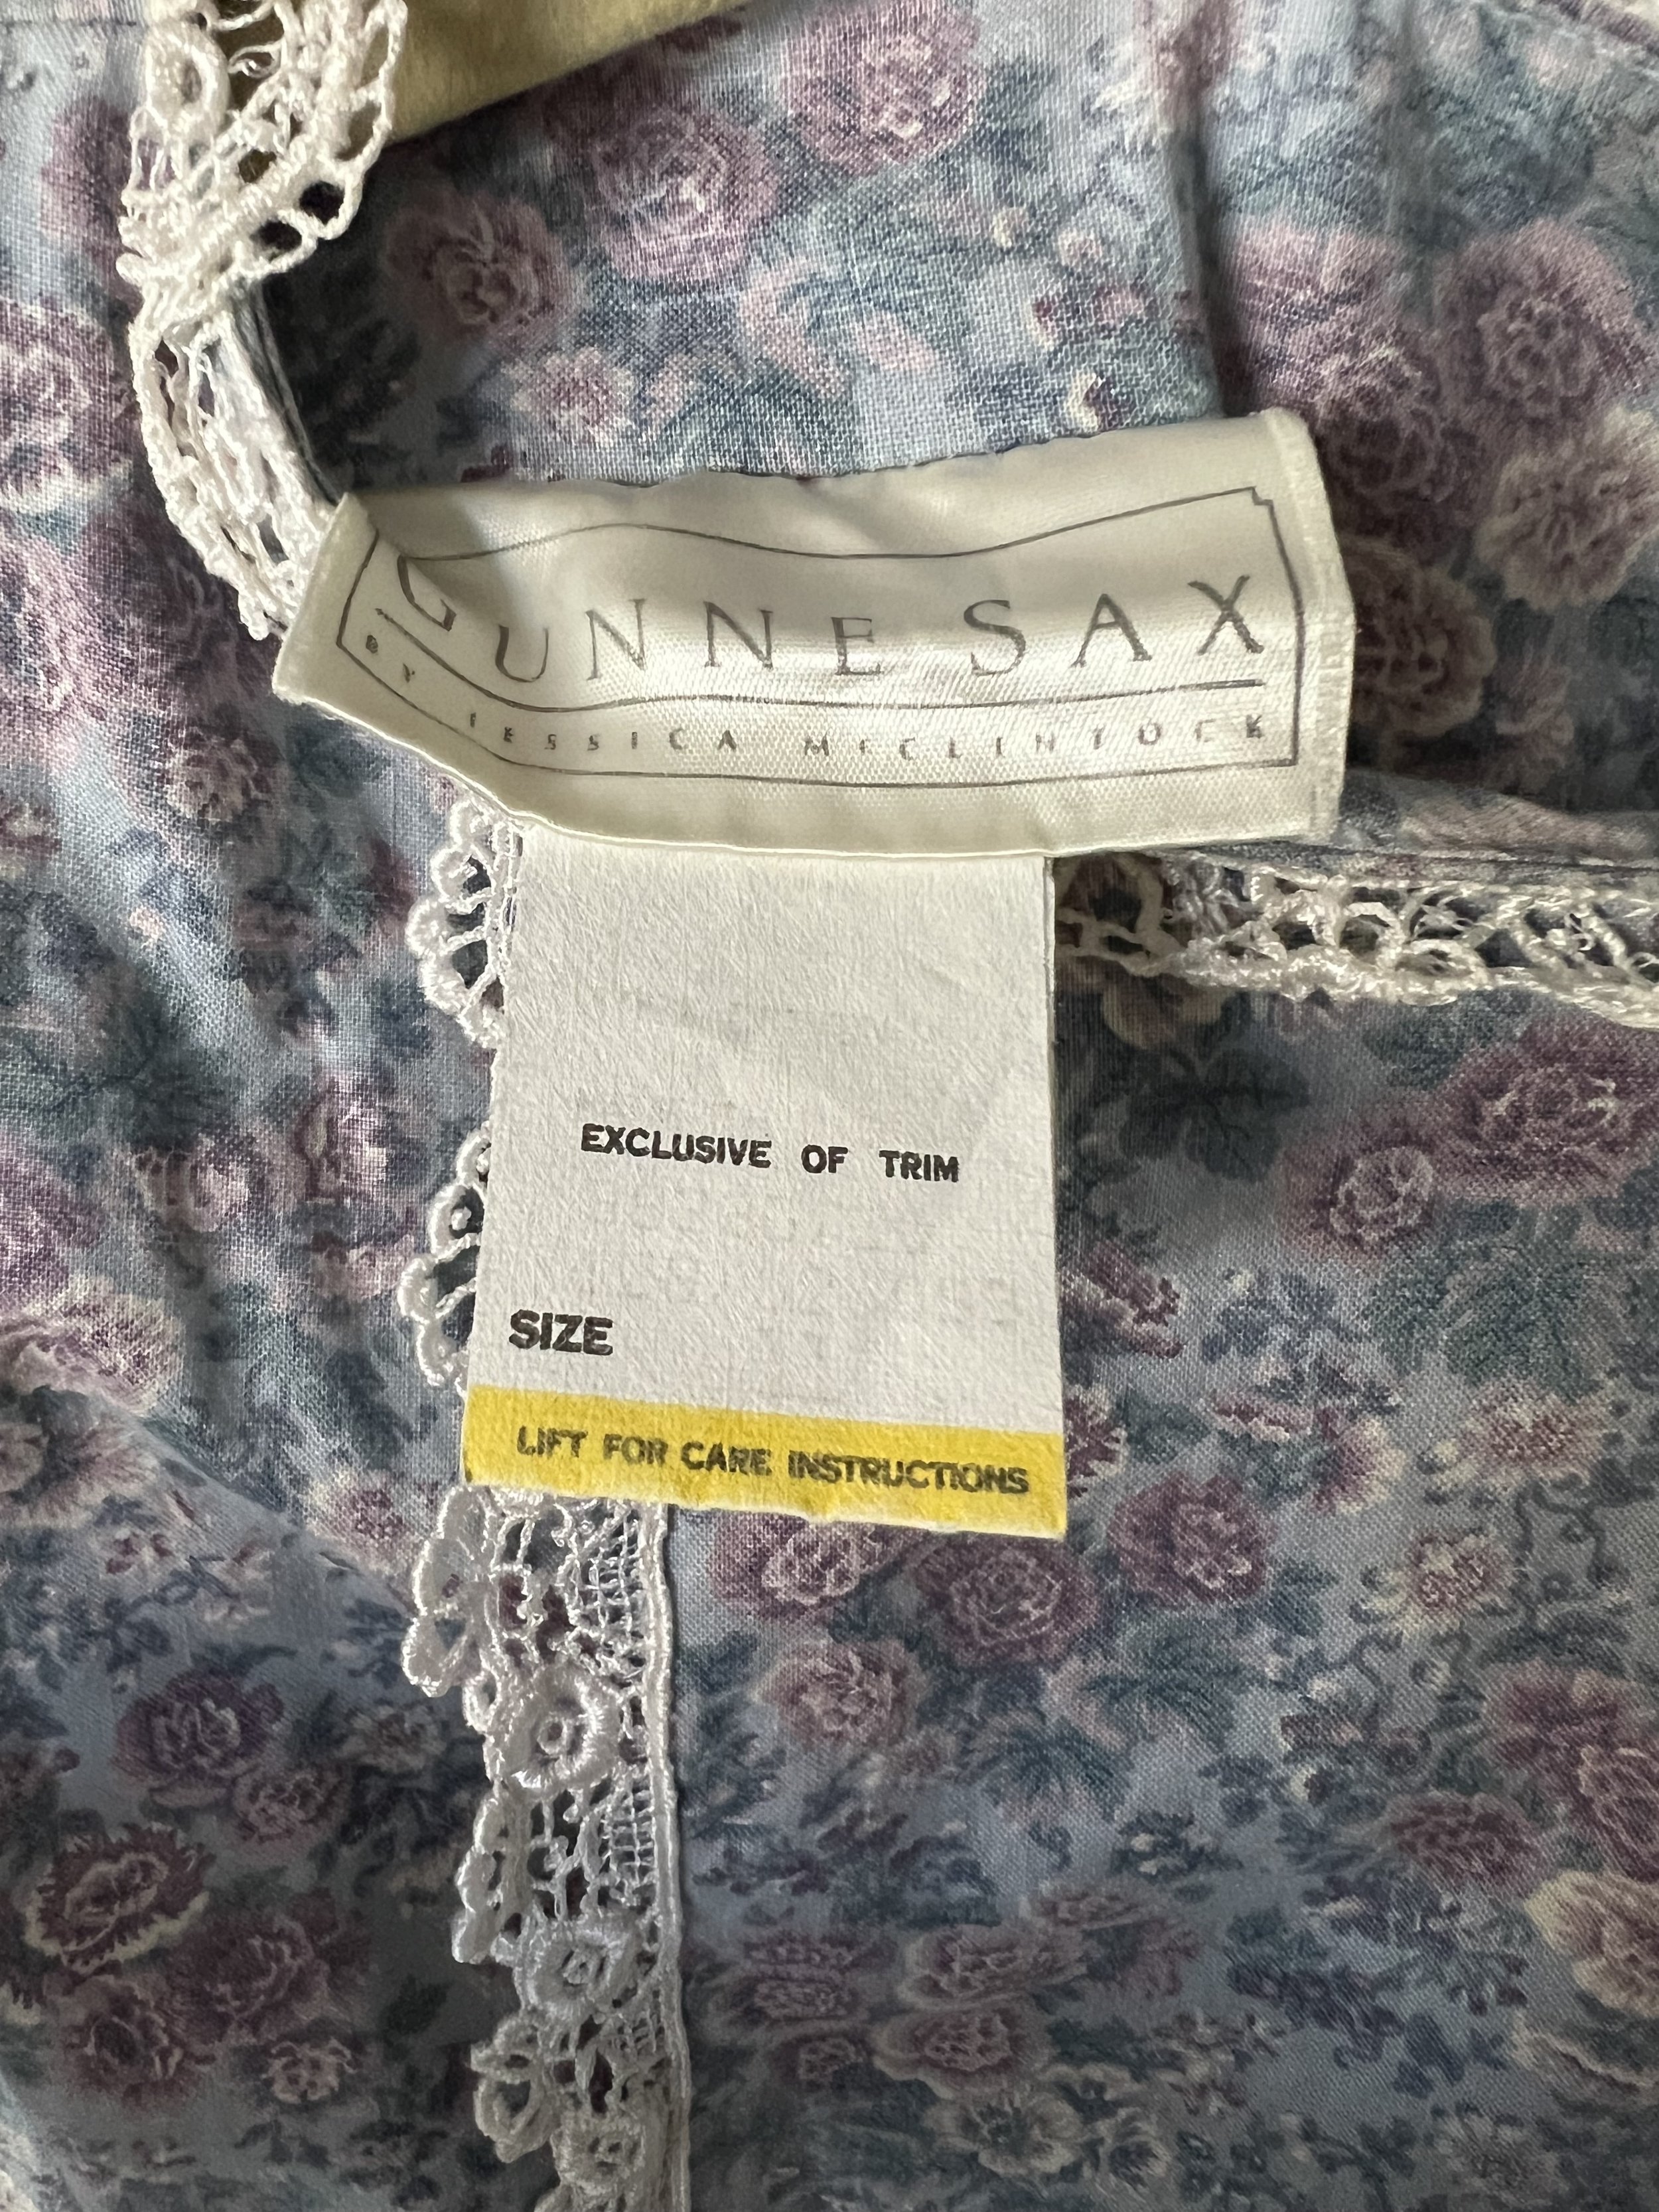 GUNNE SAX
BY JESSICA MCCLINTOCK
EXCLUSIVE OF TRIM
SIZE
LIFT FOR CARE INSTRUCTIONS